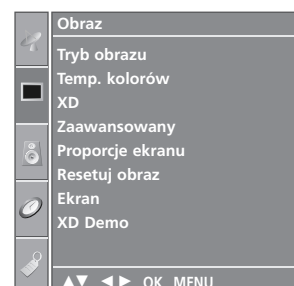 Obraz
Tryb obrazu
Temp. kolorów
XD
Zaawansowany
Proporcje ekranu
Resetuj obraz
Ekran
XD Demo
▲▼ ◄► OK MENU